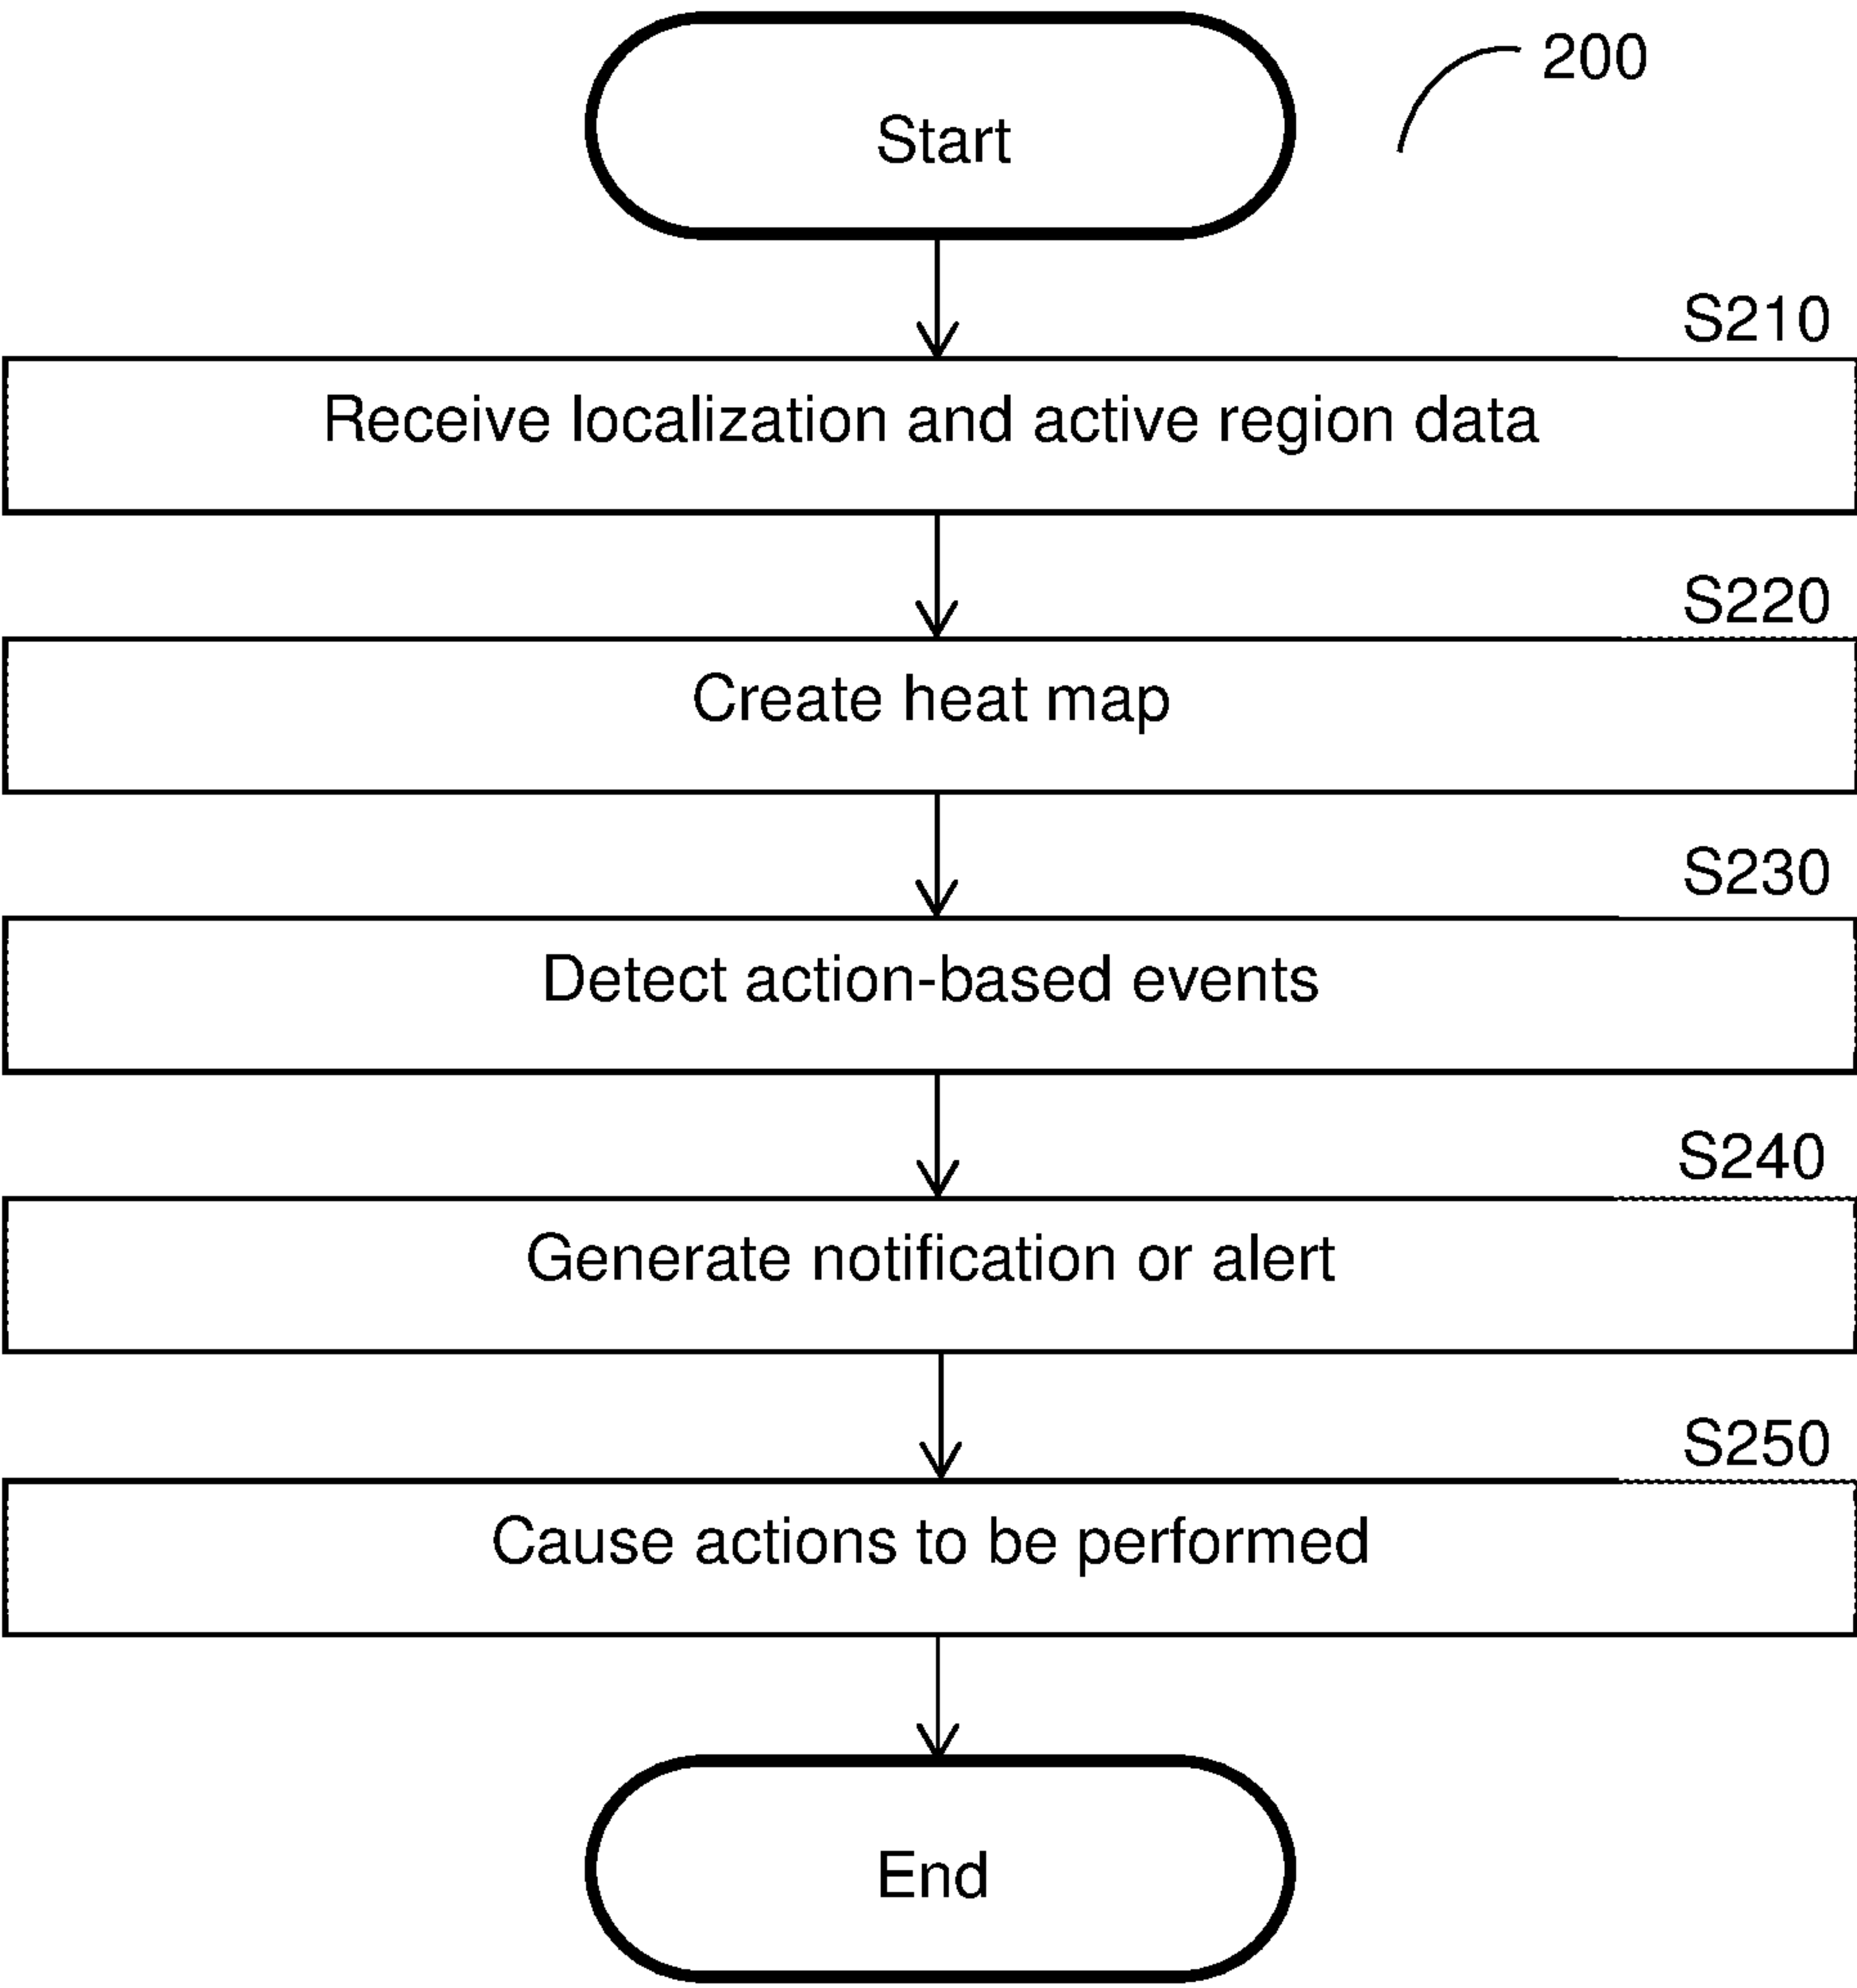 Start
200
S210
Receive localization and active region data
S220
Create heat map
S230
Detect action-based events
S240
Generate notification or alert
S250
Cause actions to be performed
End